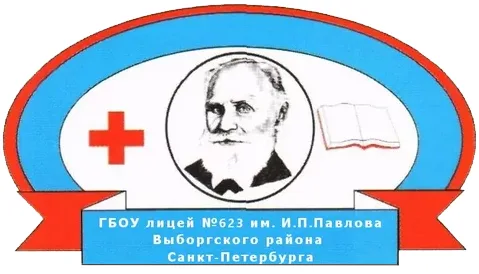 ГБОУ лицей №623 им. И.П.Павлова
Выборгского района
Санкт-Петербурга